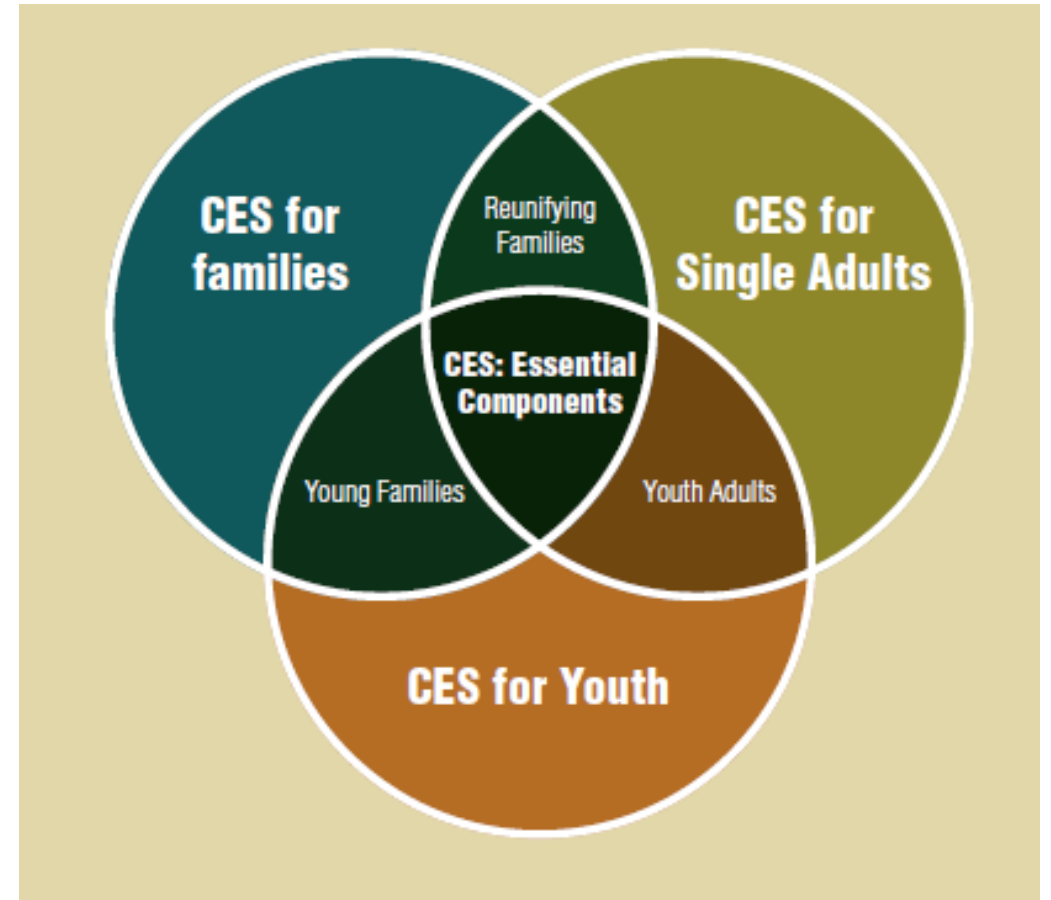 CES for
families
Reunifying
Families
CES for
Single Adults
CES: Essential
Components
Young Families
Youth Adults
CES for Youth